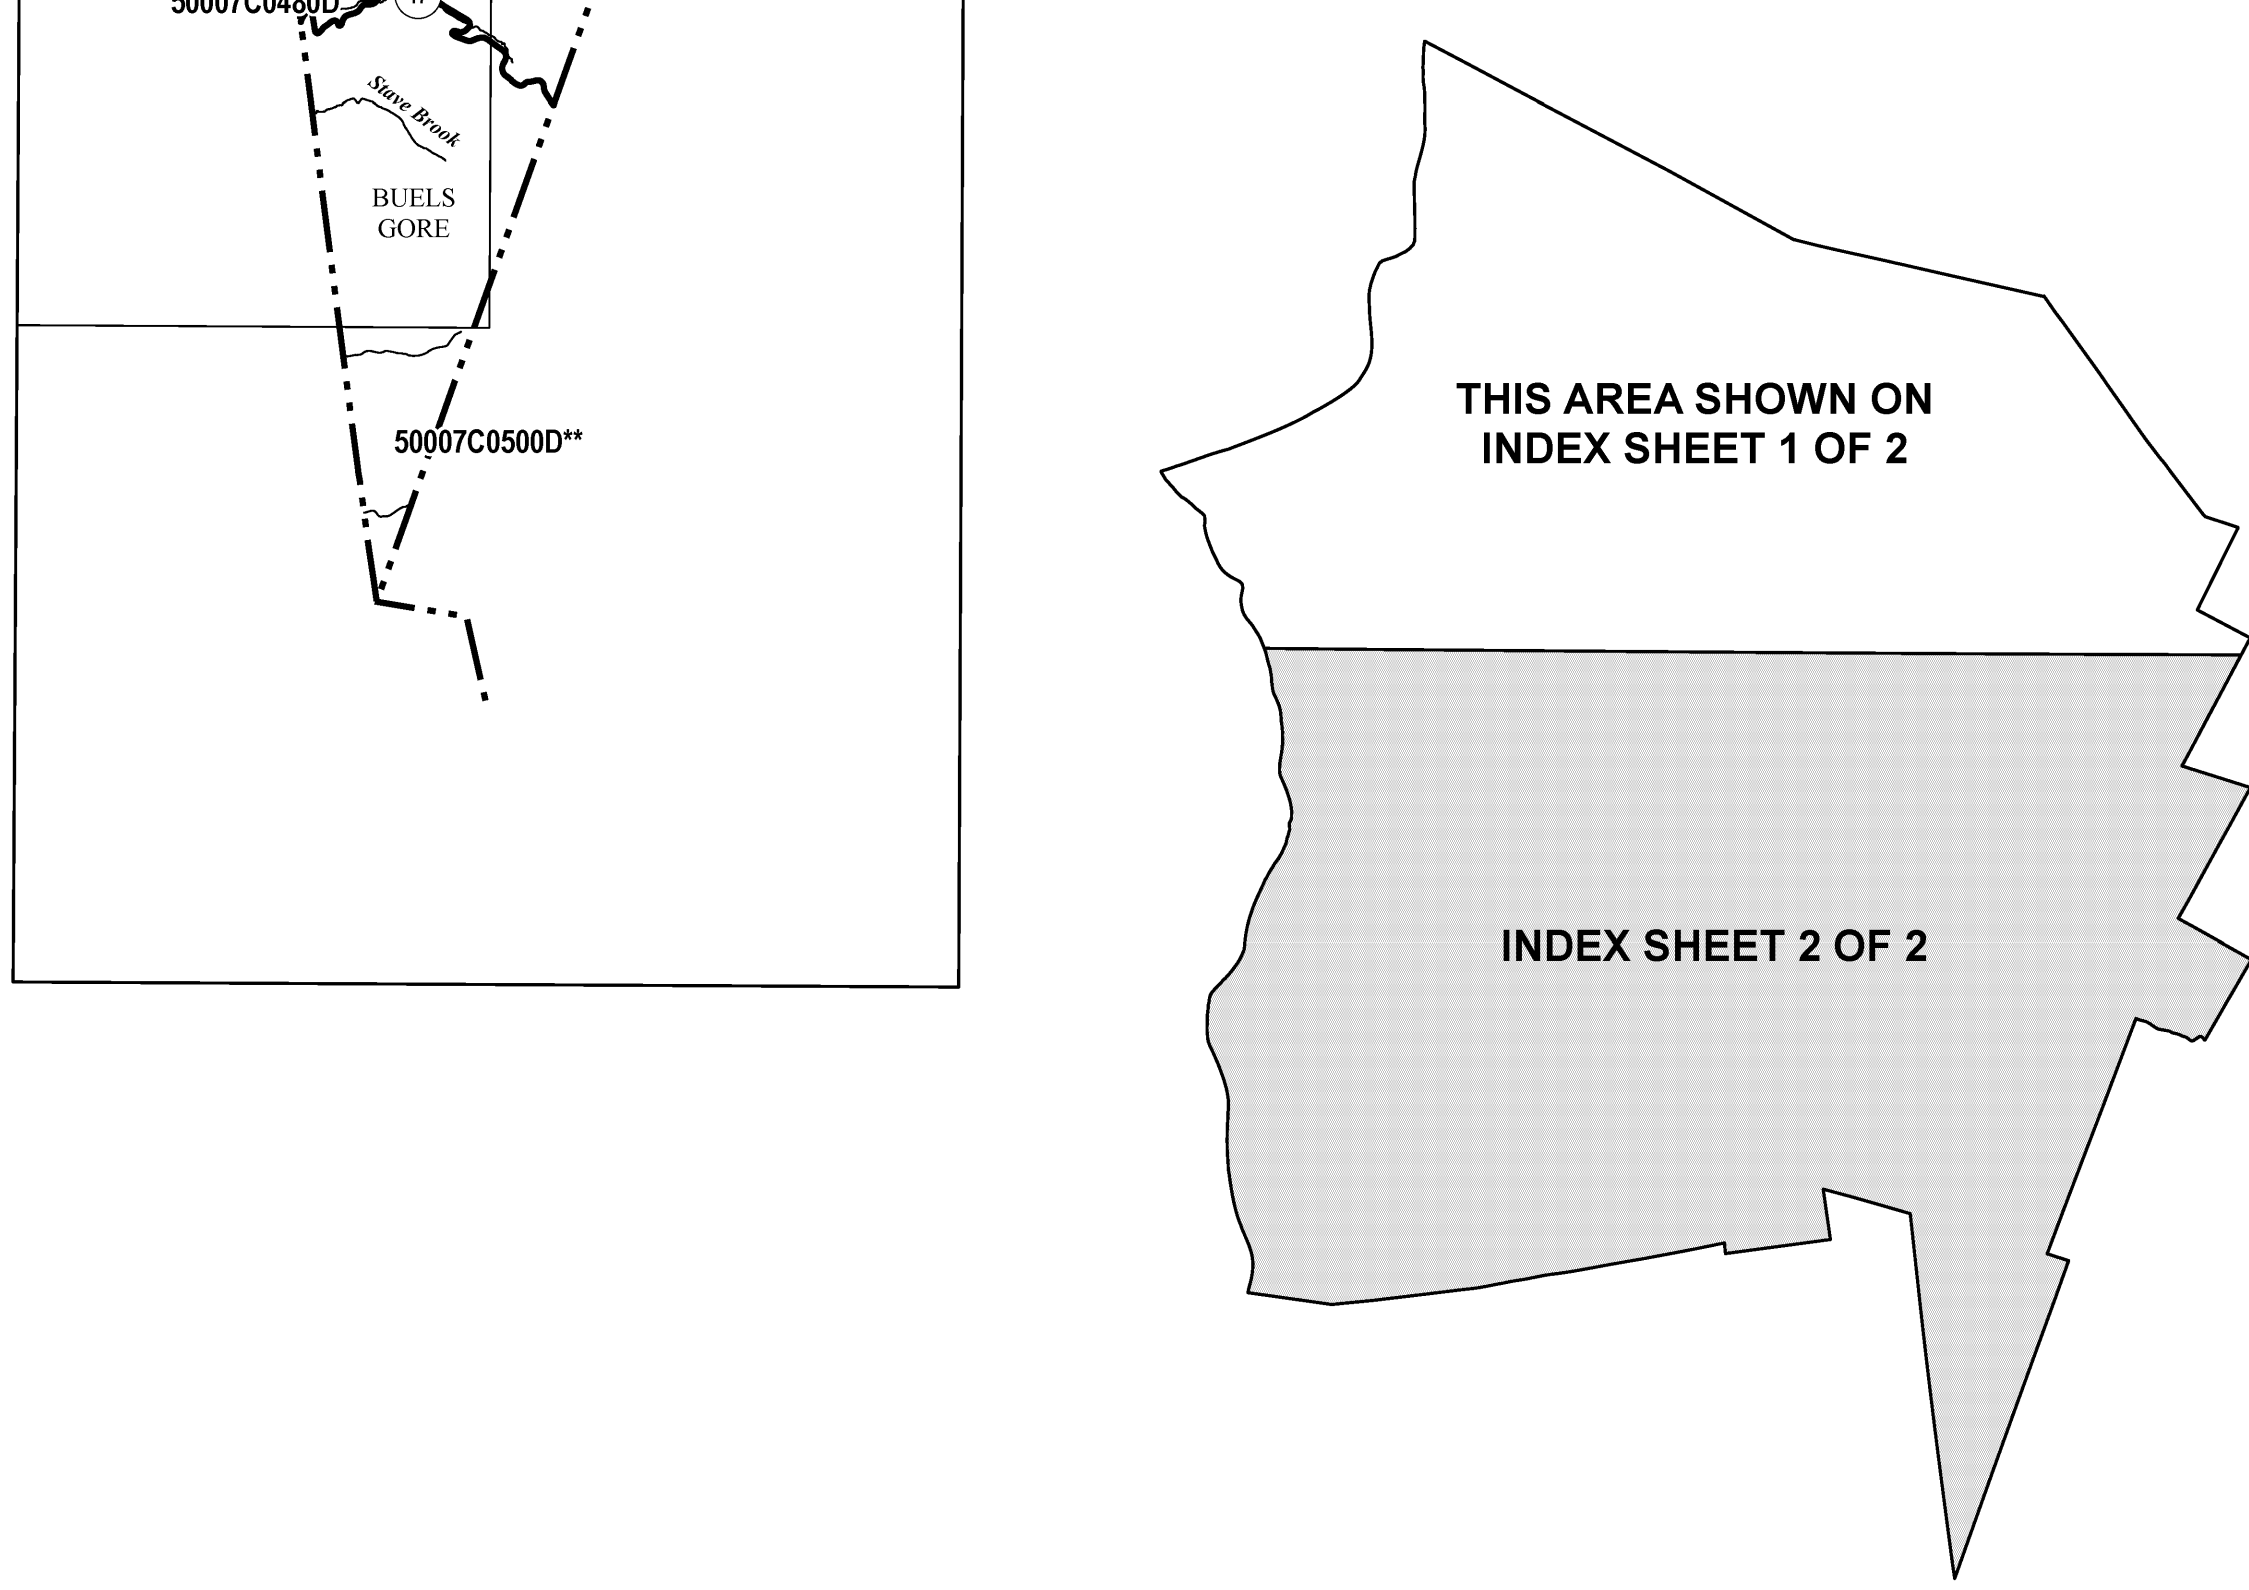 50007C0480D
Stave Brook
BUELS
GORE
50007C0500D**
THIS AREA SHOWN ON
INDEX SHEET 1 OF 2
INDEX SHEET 2 OF 2